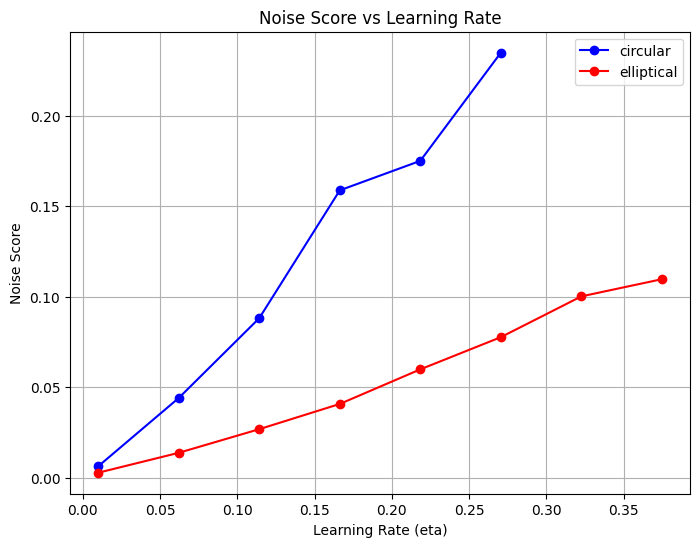 Noise Score vs Learning Rate
circular
elliptical
Noise Score
0.20
0.15
0.10
0.05
0.00
0.00 0.05 0.10 0.15 0.20 0.25 0.30 0.35
Learning Rate (eta)